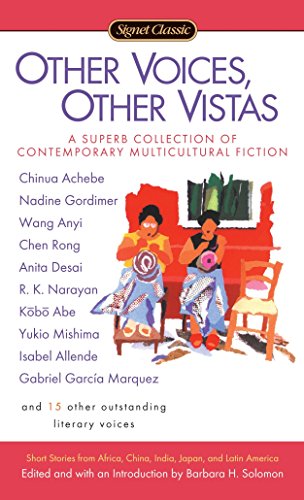 Signet Classic
OTHER VOICES,
OTHER VISTAS
A SUPERB COLLECTION OF
CONTEMPORARY MULTICULTURAL FICTION
Chinua Achebe
Nadine Gordimer
Wang Anyi
Chen Rong
Anita Desai
R. K. Narayan
Kōbō Abe
Yukio Mishima
Isabel Allende
Gabriel García Marquez
and 15 other outstanding
literary voices
Short Stories from Africa, China, India, Japan, and Latin America
Edited and with an Introduction by Barbara H. Solomon